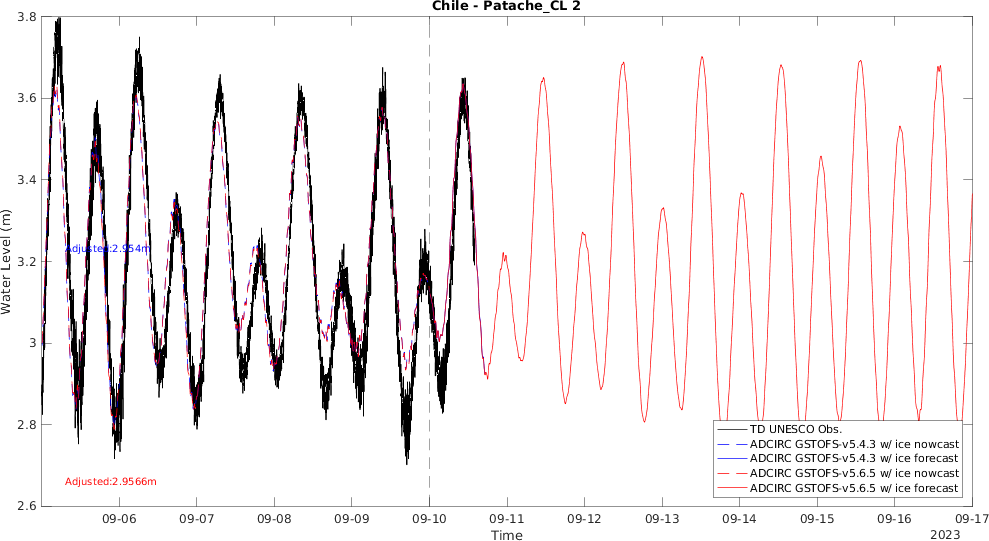 Chile - Patache_CL 2
Water Level (m)
3.8
3.6
3.4
3.2
3
2.8
2.6
Adjusted:2.954m
Adjusted:2.9566m
TD UNESCO Obs.
ADCIRC GSTOFS-v5.4.3 w/ ice nowcast
ADCIRC GSTOFS-v5.4.3 w/ ice forecast
ADCIRC GSTOFS-v5.6.5 w/ ice nowcast
ADCIRC GSTOFS-v5.6.5 w/ ice forecast
09-06 09-07 09-08 09-09 09-10 09-11 09-12 09-13 09-14 09-15 09-16 09-17
Time
2023